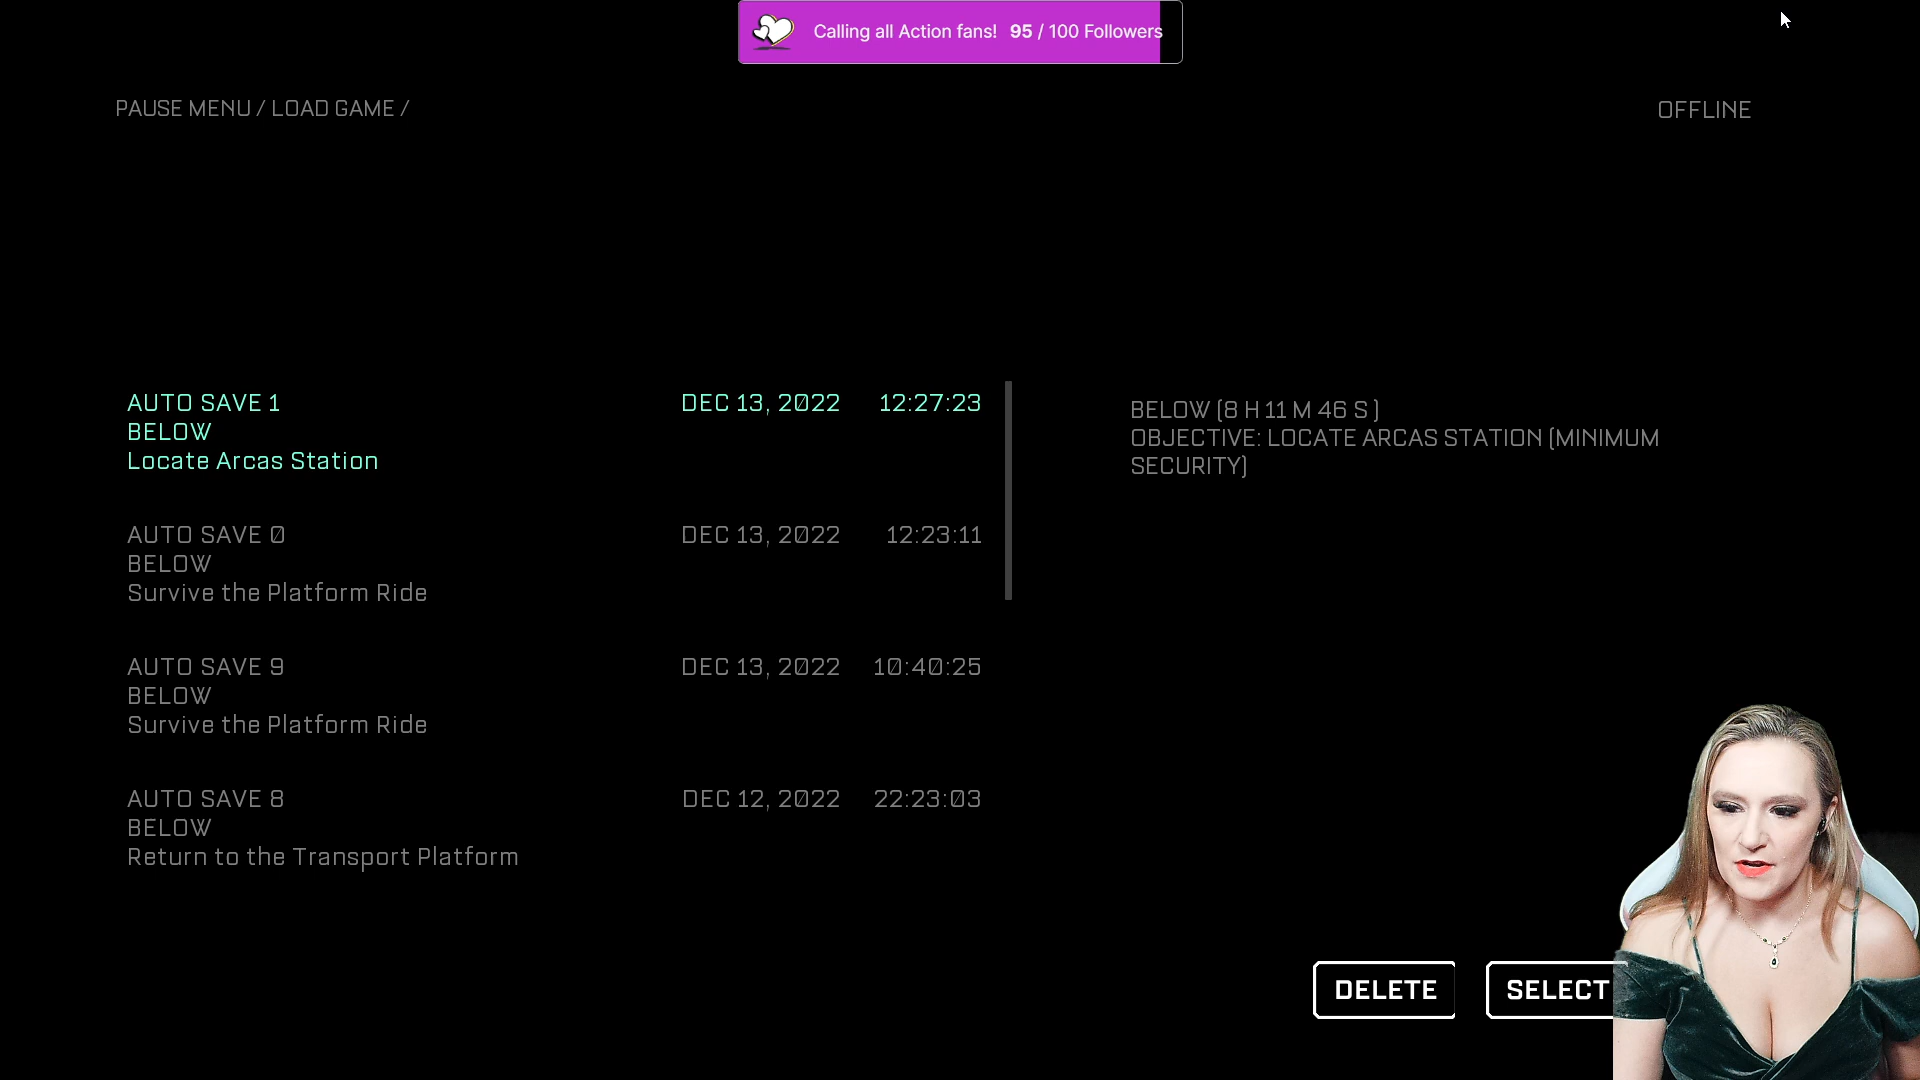 Calling all Action fans! 95 / 100 Followers
PAUSE MENU / LOAD GAME /
OFFLINE
AUTO SAVE 1 DEC 13, 2022 12:27:23
BELOW
Locate Arcas Station
BELOW (8 H 11 M 46 S )
OBJECTIVE: LOCATE ARCAS STATION (MINIMUM
SECURITY)
AUTO SAVE 0 DEC 13, 2022 12:23:11
BELOW
Survive the Platform Ride
AUTO SAVE 9 DEC 13, 2022 10:40:25
BELOW
Survive the Platform Ride
AUTO SAVE 8 DEC 12, 2022 22:23:03
BELOW
Return to the Transport Platform
DELETE SELECT